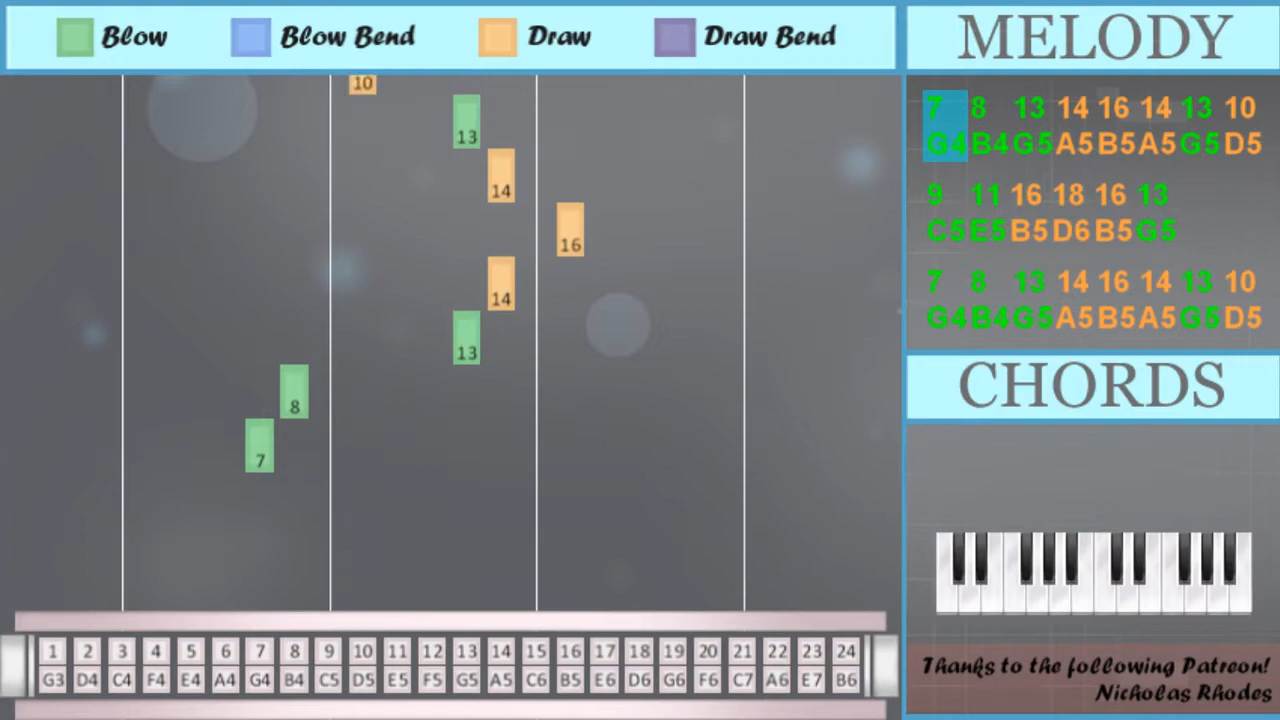 Blow Blow Bend Draw Draw Bend
MELODY
7 8 13 14 16 14 13 10
G4 B4 G5 A5 B5 A5 G5 D5
9 11 16 18 16 13
C5 E5 B5 D6 B5 G5
7 8 13 14 16 14 13 10
G4 B4 G5 A5 B5 A5 G5 D5
CHORDS
Thanks to the following Patreon!
Nicholas Rhodes
10
13
14
16
14
13
8
7
1 2 3 4 5 6 7 8 9 10 11 12 13 14 15 16 17 18 19 20 21 22 23 24
G3 D4 C4 F4 E4 A4 G4 B4 C5 D5 E5 F5 G5 A5 C6 B5 E6 D6 G6 F6 C7 A6 E7 B6